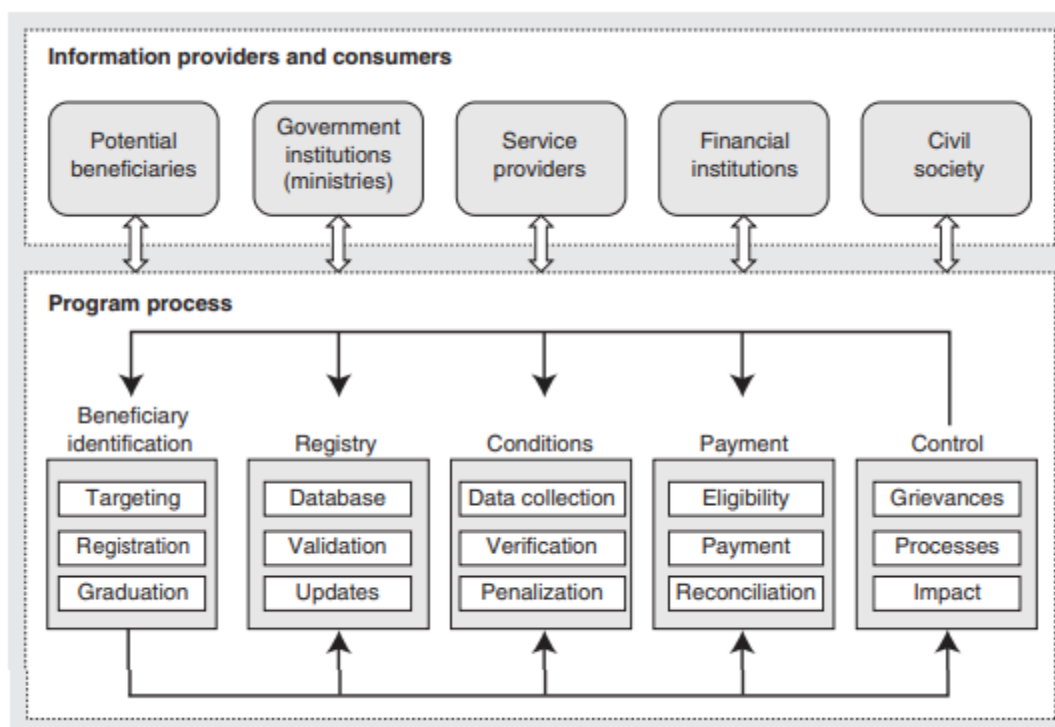 Information providers and consumers
Potential
beneficiaries
Government
institutions
(ministries)
Service
providers
Financial
institutions
Civil
society
Program process
Beneficiary
identification
Registry
Conditions
Payment
Control
Targeting
Registration
Graduation
Database
Validation
Updates
Data collection
Verification
Penalization
Eligibility
Payment
Reconciliation
Grievances
Processes
Impact